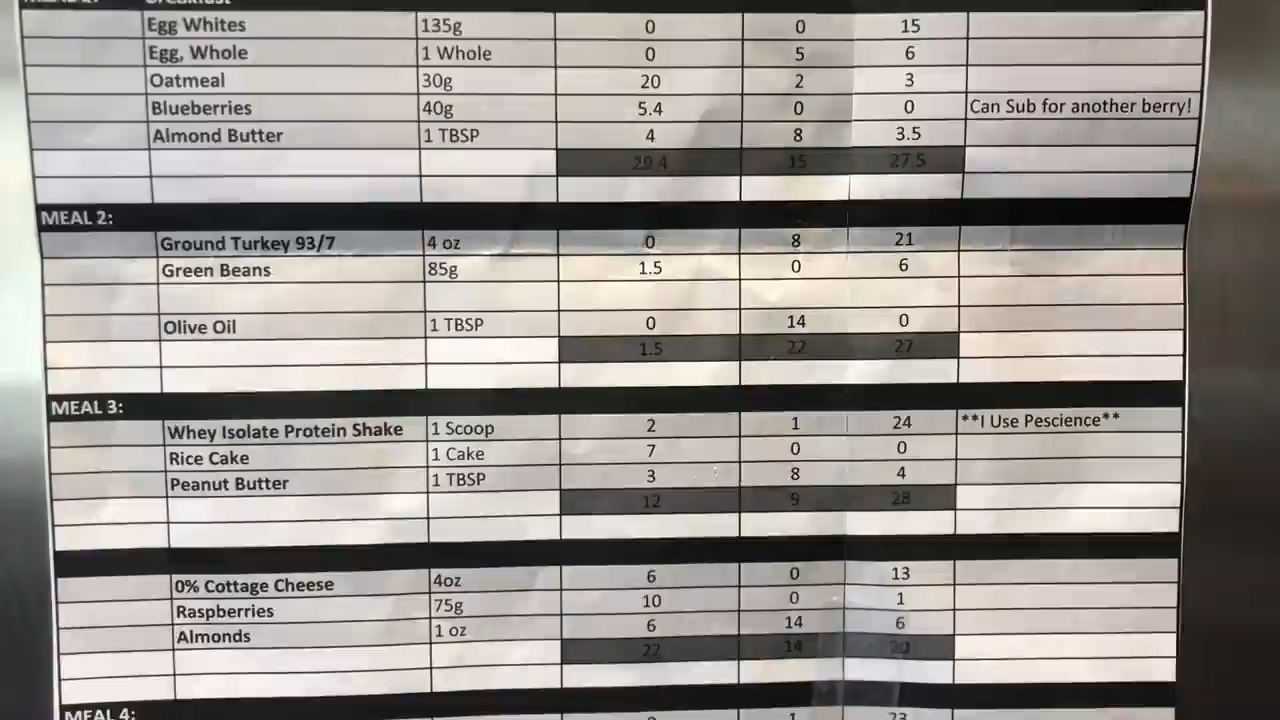 Breakfast
Egg Whites 135g 0 0 15
Egg, Whole 1 Whole 0 5 6
Oatmeal 30g 20 2 3
Blueberries 40g 5.4 0 0 Can Sub for another berry!
Almond Butter 1 TBSP 4 8 3.5
29.4 15 27.5
MEAL 2:
Ground Turkey 93/7 4 oz 0 8 21
Green Beans 85g 1.5 0 6
Olive Oil 1 TBSP 0 14 0
1.5 22 27
MEAL 3:
Whey Isolate Protein Shake 1 Scoop 2 1 24 **I Use Pescience**
Rice Cake 1 Cake 7 0 0
Peanut Butter 1 TBSP 3 8 4
12 9 28
0% Cottage Cheese 4oz 6 0 13
Raspberries 75g 10 0 1
Almonds 1 oz 6 14 6
22 14 20
MEAL 4:
1 23